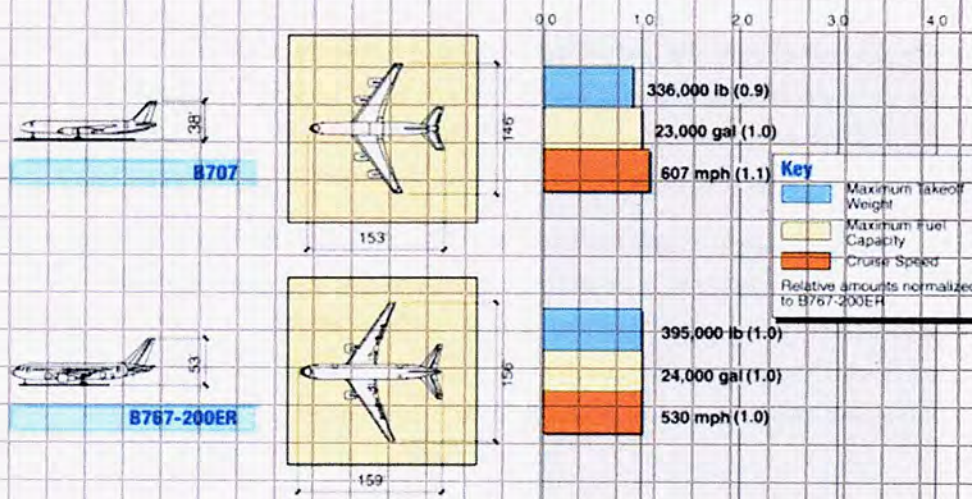 0.0 1.0 2.0 3.0 4.0
38'
B707
146
153
336,000 lb (0.9)
23,000 gal (1.0)
607 mph (1.1)
Key
Maximum Takeoff
Weight
Maximum Fuel
Capacity
Cruise Speed
Relative amounts normalized
to B767-200ER
53
B767-200ER
156
159
395,000 lb (1.0)
24,000 gal (1.0)
530 mph (1.0)